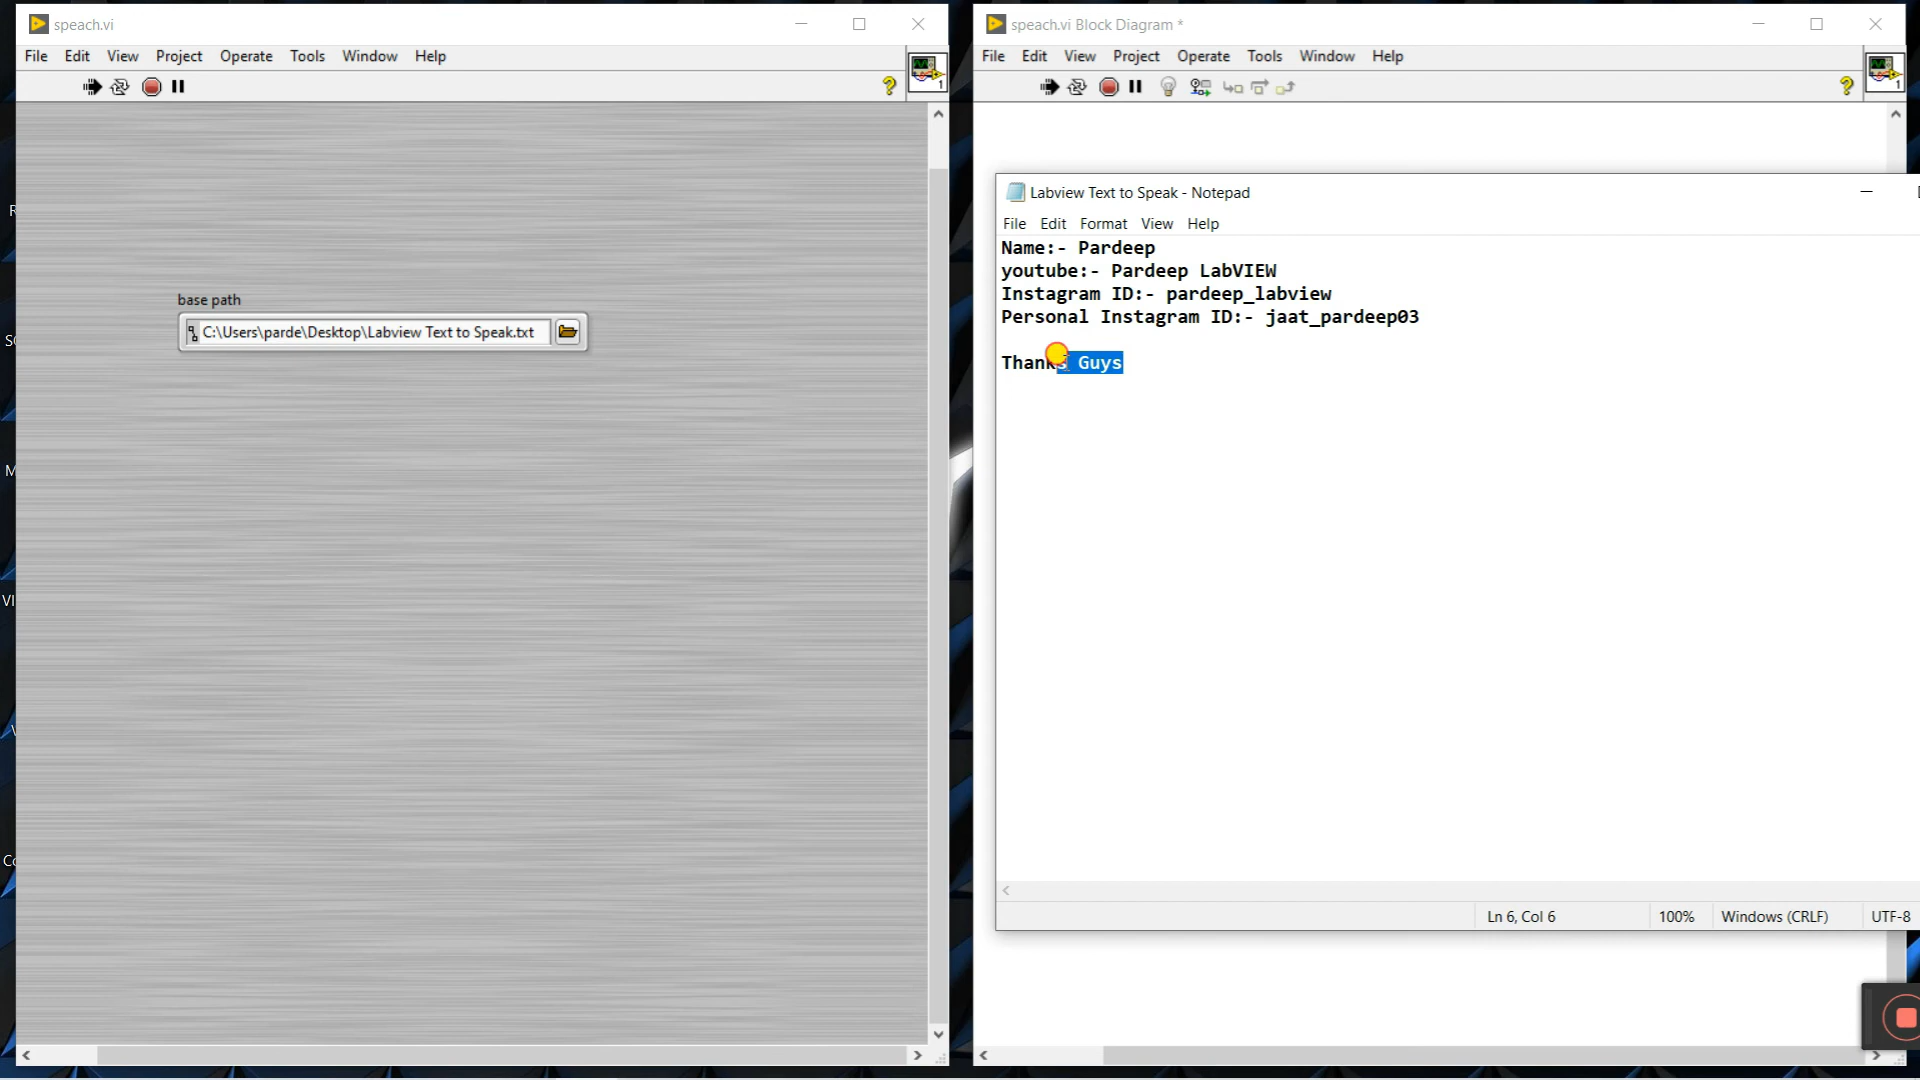 speach.vi
File Edit View Project Operate Tools Window Help
1
base path
C:\Users\parde\Desktop\Labview Text to Speak.txt
speach.vi Block Diagram *
File Edit View Project Operate Tools Window Help
1
Labview Text to Speak - Notepad
File Edit Format View Help
Name:- Pardeep
youtube:- Pardeep LabVIEW
Instagram ID:- pardeep_labview
Personal Instagram ID:- jaat_pardeep03
Thanks Guys
Ln 6, Col 6 100% Windows (CRLF) UTF-8